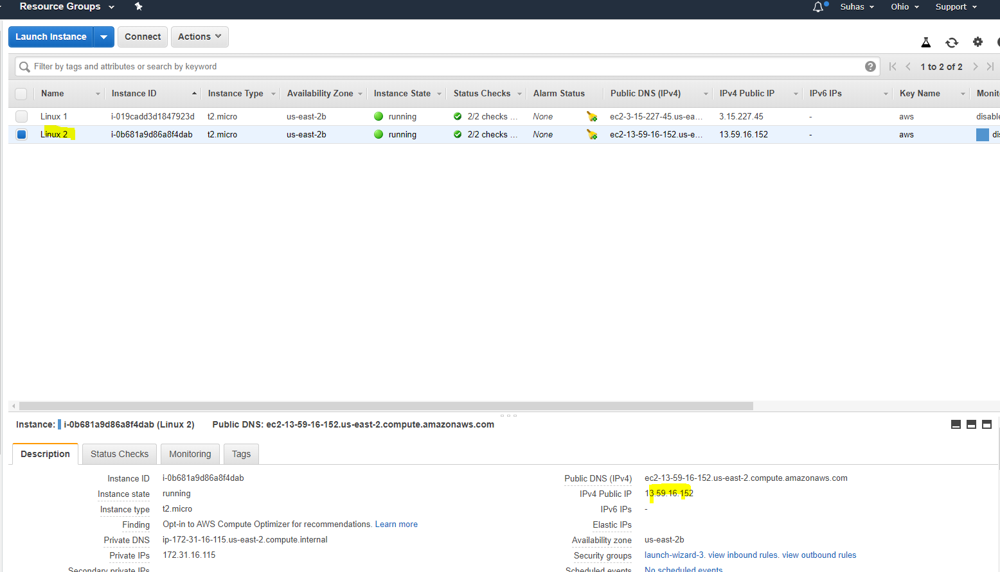 Resource Groups Suhas Ohio Support
Launch Instance Connect Actions
Filter by tags and attributes or search by keyword 1 to 2 of 2
Name Instance ID Instance Type Availability Zone Instance State Status Checks Alarm Status Public DNS (IPv4) IPv4 Public IP IPv6 IPs Key Name Monit
Linux 1 i-019cadd3d1847923d t2.micro us-east-2b running 2/2 checks ... None ec2-3-15-227-45.us-ea... 3.15.227.45 - aws disable
Linux 2 i-0b681a9d86a8f4dab t2.micro us-east-2b running 2/2 checks ... None ec2-13-59-16-152.us-e... 13.59.16.152 - aws dis
Instance: i-0b681a9d86a8f4dab (Linux 2) Public DNS: ec2-13-59-16-152.us-east-2.compute.amazonaws.com
Description Status Checks Monitoring Tags
Instance ID i-0b681a9d86a8f4dab Public DNS (IPv4) ec2-13-59-16-152.us-east-2.compute.amazonaws.com
Instance state running IPv4 Public IP 13.59.16.152
Instance type t2.micro IPv6 IPs -
Finding Opt-in to AWS Compute Optimizer for recommendations. Learn more Elastic IPs
Private DNS ip-172-31-16-115.us-east-2.compute.internal Availability zone us-east-2b
Private IPs 172.31.16.115 Security groups launch-wizard-3. view inbound rules. view outbound rules
Secondary private IPs Scheduled events No scheduled events